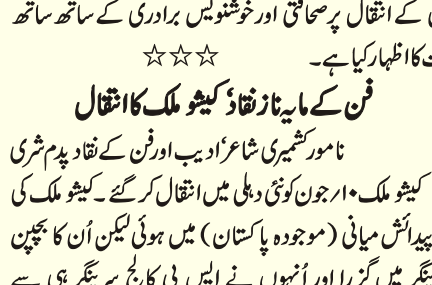 کے انتقال پر صحافتی اور خوشنویس برادری کے ساتھ ساتھ
کا اظہار کیا ہے۔
☆☆☆
فن کے مایہ ناز نقاد ’کیشو ملک کا انتقال
نامور کشمیری شاعر‘ ادیب اور فن کے نقاد پدم شری
کیشو ملک ۱۰؍ جون کو نئی دہلی میں انتقال کر گئے۔ کیشو ملک کی
پیدائش میانی (موجودہ پاکستان) میں ہوئی لیکن اُن کا بچپن
میں گزرا اور اُنہوں نے ایس پی کالج سرینگر ہی سے